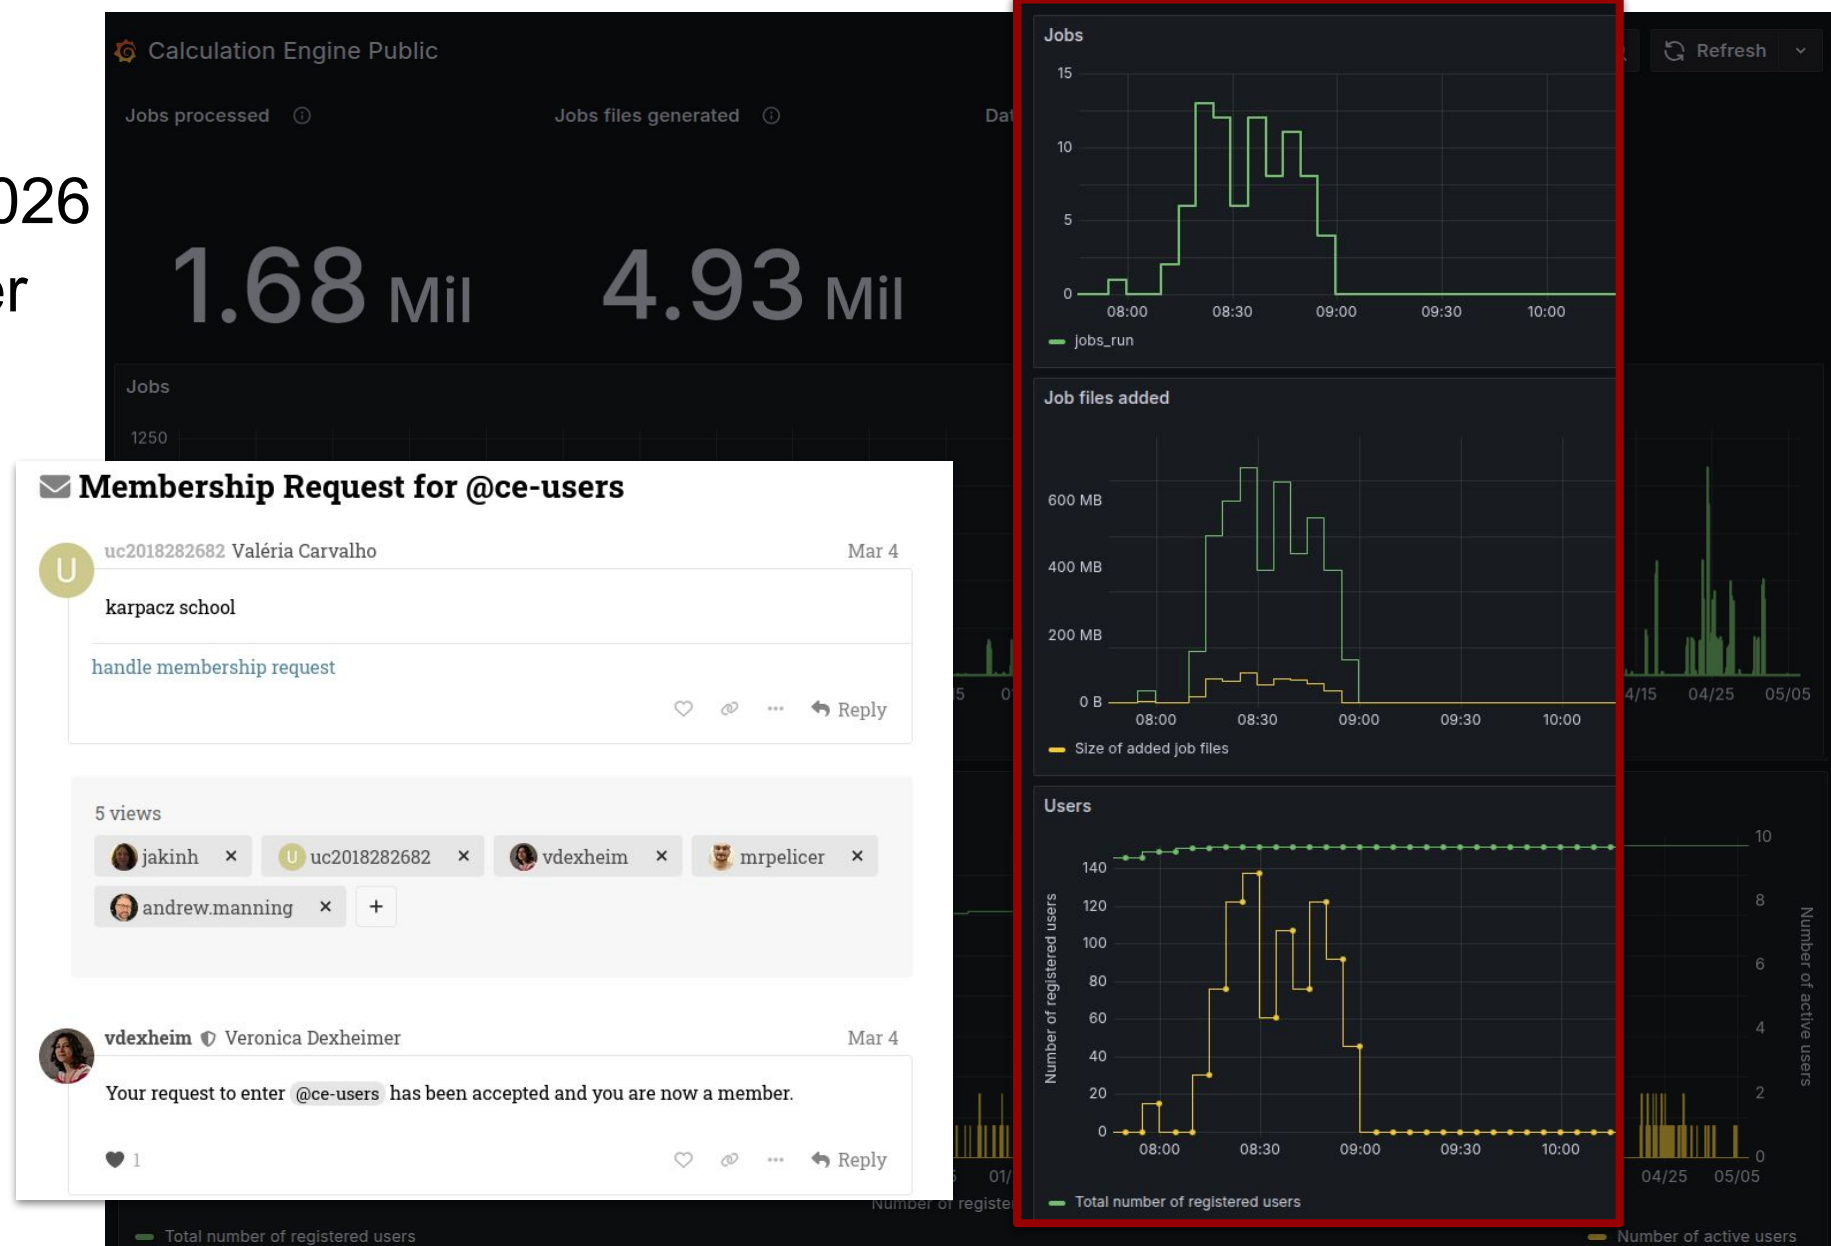 026
er
Calculation Engine Public
Refresh
Jobs processed
Jobs files generated
Dat
1.68 Mil
4.93 Mil
Jobs
1250
Jobs
15
10
5
0
08:00 08:30 09:00 09:30 10:00
jobs_run
Job files added
600 MB
400 MB
200 MB
0 B
08:00 08:30 09:00 09:30 10:00
Size of added job files
Users
Number of registered users
140
120
100
80
60
40
20
0
08:00 08:30 09:00 09:30 10:00
Total number of registered users
Membership Request for @ce-users
U
uc2018282682 Valéria Carvalho Mar 4
karpacz school
handle membership request
Reply
5 views
jakinh × U uc2018282682 × vdexheim × mrpelicer ×
andrew.manning × +
vdexheim Veronica Dexheimer Mar 4
Your request to enter @ce-users has been accepted and you are now a member.
1 Reply
5 0
4/15 04/25 05/05
10
8
6
4
2
0
Number of active users
01/
04/25 05/05
Number of registe
Total number of registered users
Number of active users